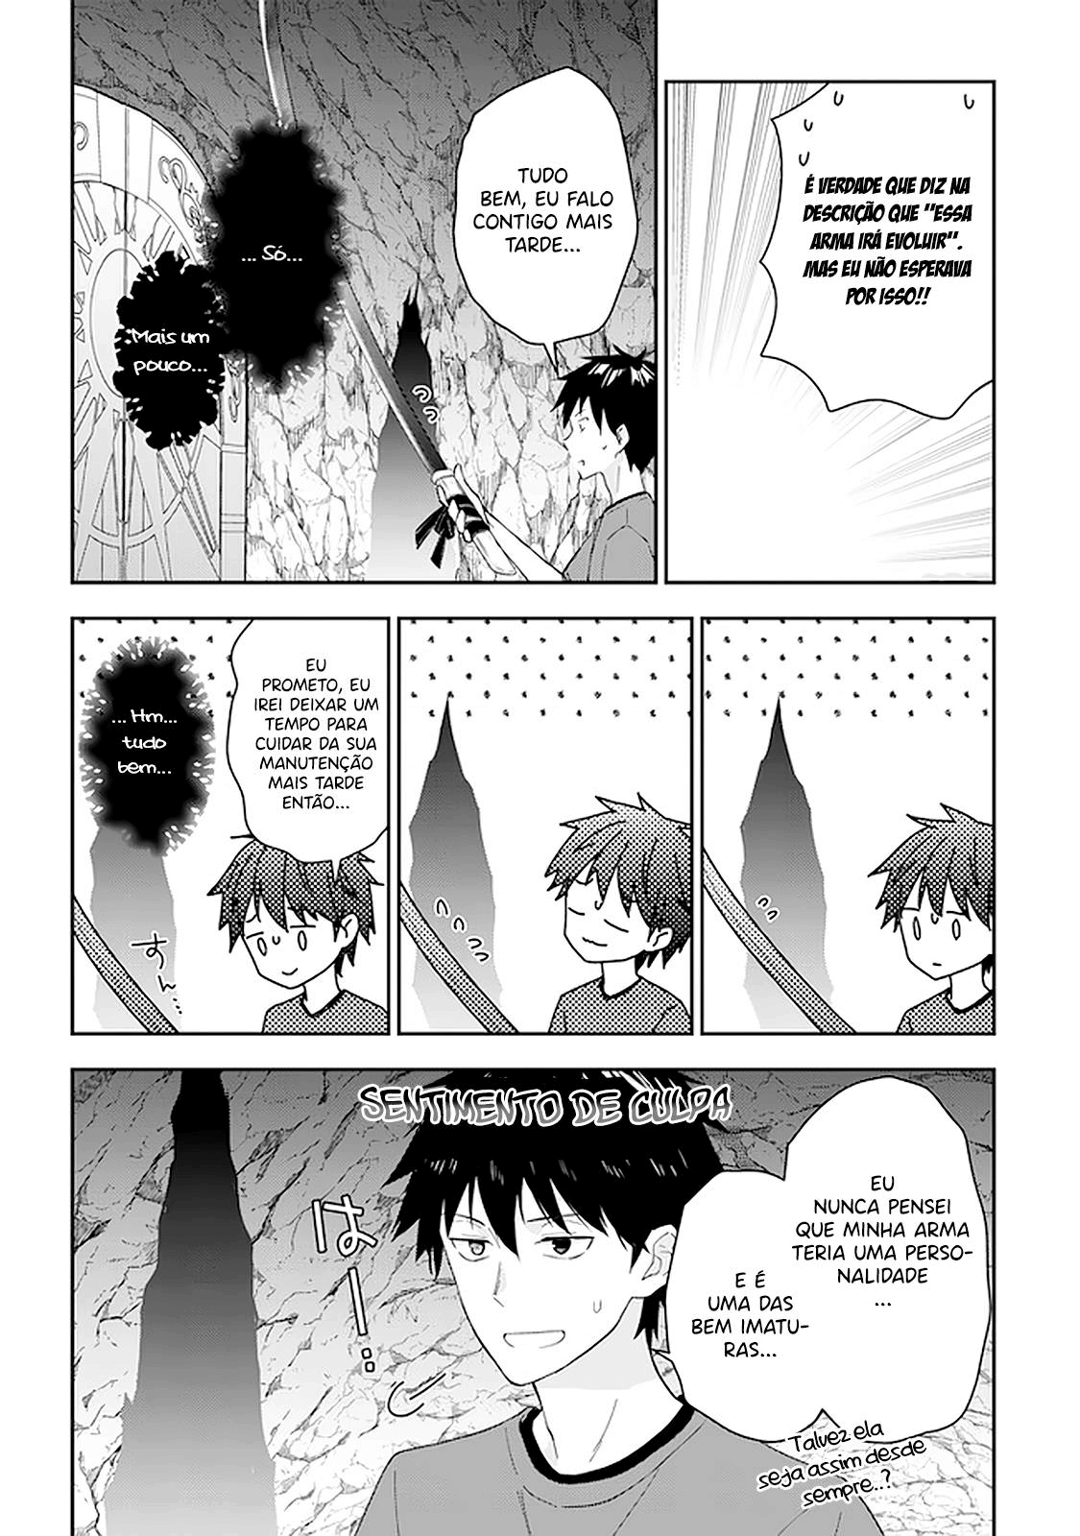 É VERDADE QUE DIZ NA
DESCRIÇÃO QUE "ESSA
ARMA IRÁ EVOLUIR".
MAS EU NÃO ESPERAVA
POR ISSO!!
TUDO
BEM, EU FALO
CONTIGO MAIS
TARDE...
... Só...
Mais um
pouco...
EU
PROMETO, EU
IREI DEIXAR UM
TEMPO PARA
CUIDAR DA SUA
MANUTENÇÃO
MAIS TARDE
ENTÃO...
... Hm...
tudo
bem...
すん...
SENTIMENTO DE CULPA
EU
NUNCA PENSEI
QUE MINHA ARMA
TERIA UMA PERSO-
NALIDADE
...
E É
UMA DAS
BEM IMATU-
RAS...
Talvez ela
seja assim desde
sempre..?
はー...